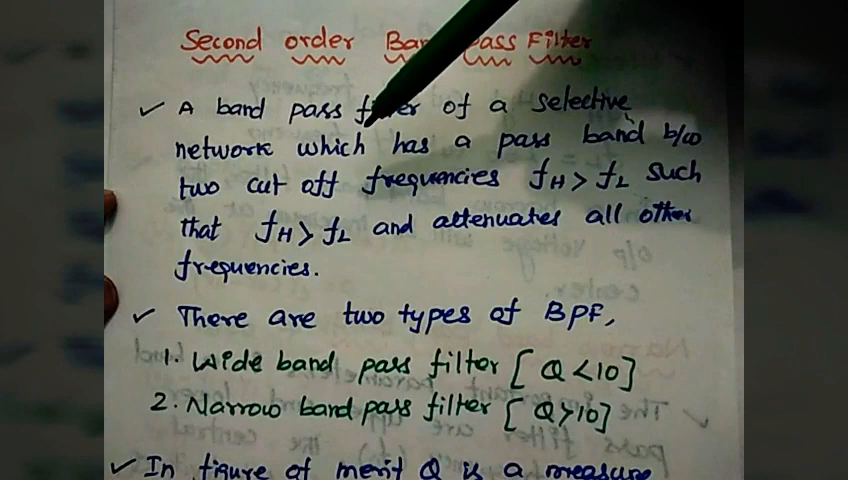 Second order Band Pass Filter
✓ A band pass filter of a selective
network which has a pass band b/w
two cut off frequencies fH > fL such
that fH > fL and attenuates all other
frequencies.
✓ There are two types of BPF,
1. Wide band pass filter [Q < 10]
2. Narrow band pass filter [Q > 10]
✓ In figure of merit Q is a measure